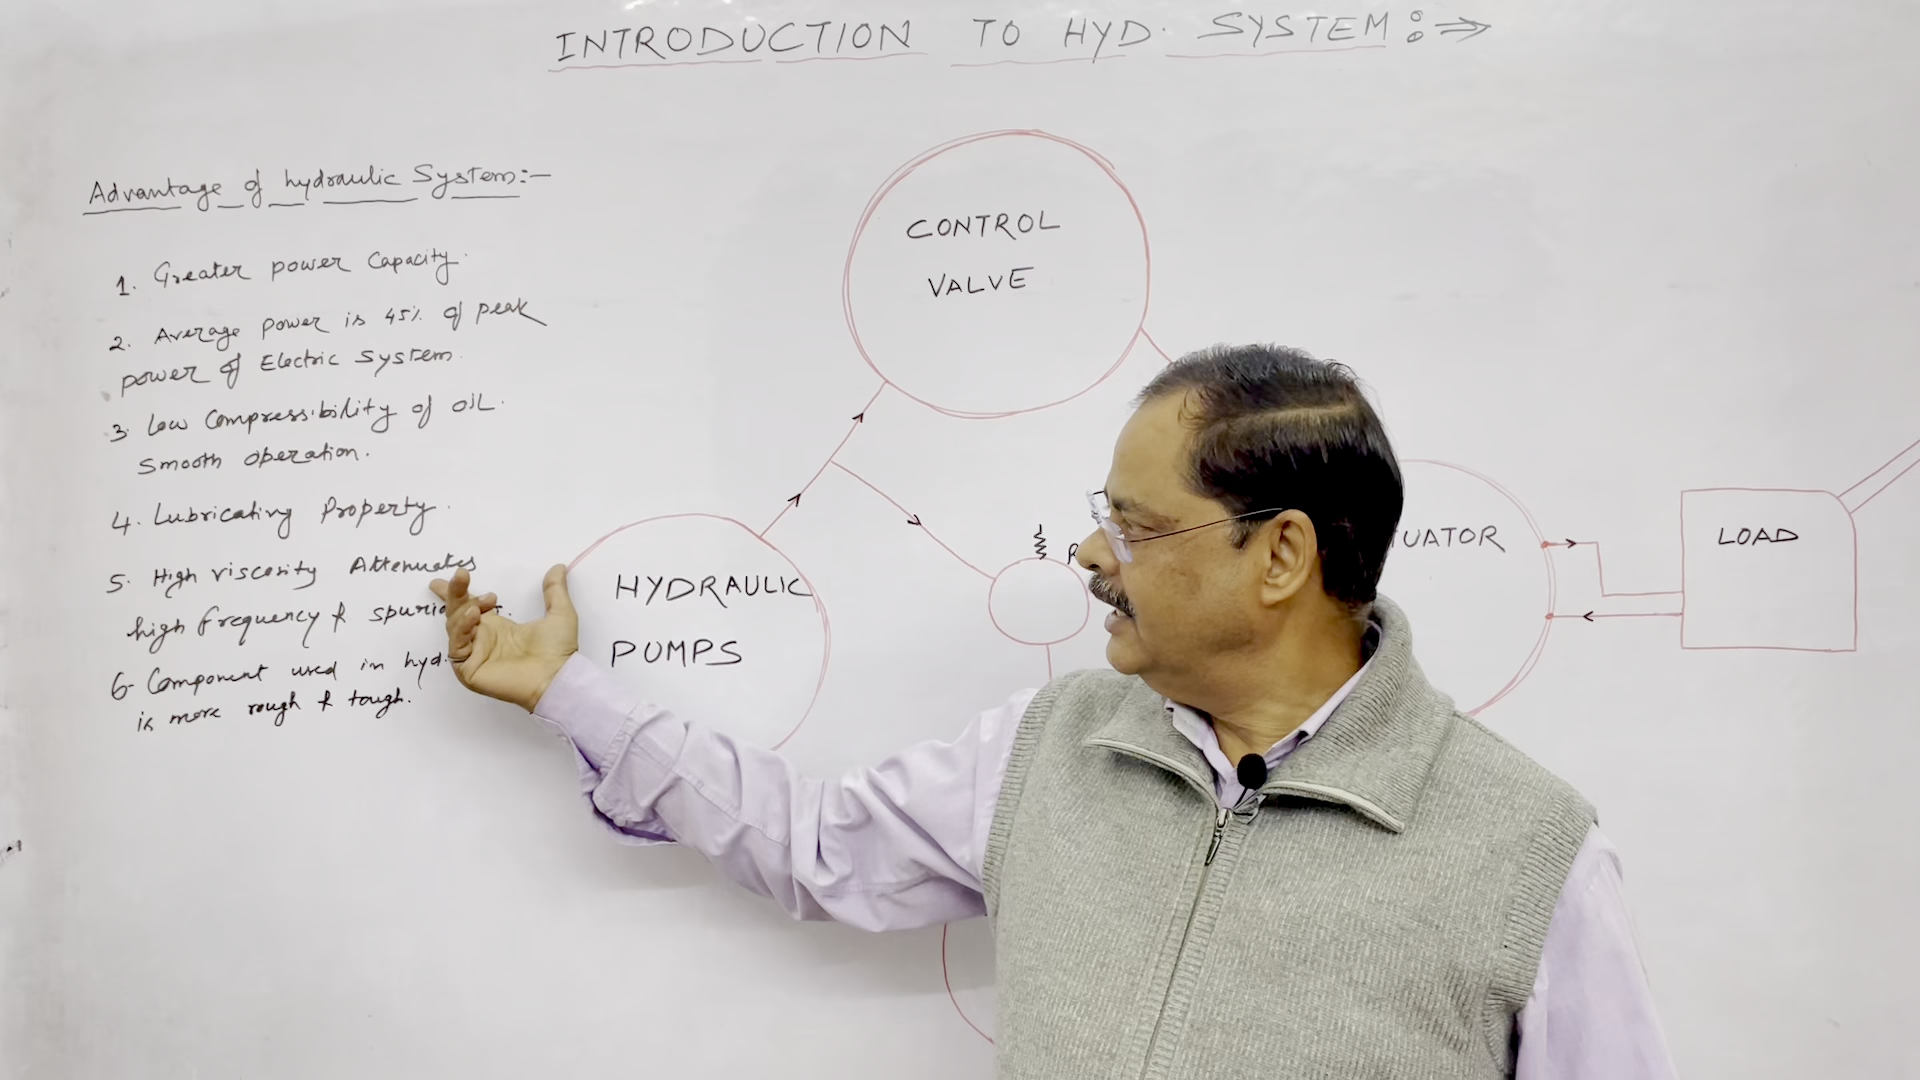 INTRODUCTION TO HYD. SYSTEM:⇒
Advantage of hydraulic System:-
1. Greater power Capacity.
2. Average power is 45% of peak
power of Electric System.
3. Low Compressibility of oil.
Smooth operation.
4. Lubricating Property.
5. High viscosity Attenuates
high frequency &
6- Component used in hyd.
is more rough & tough.
CONTROL
VALVE
HYDRAULIC
PUMPS
LOAD